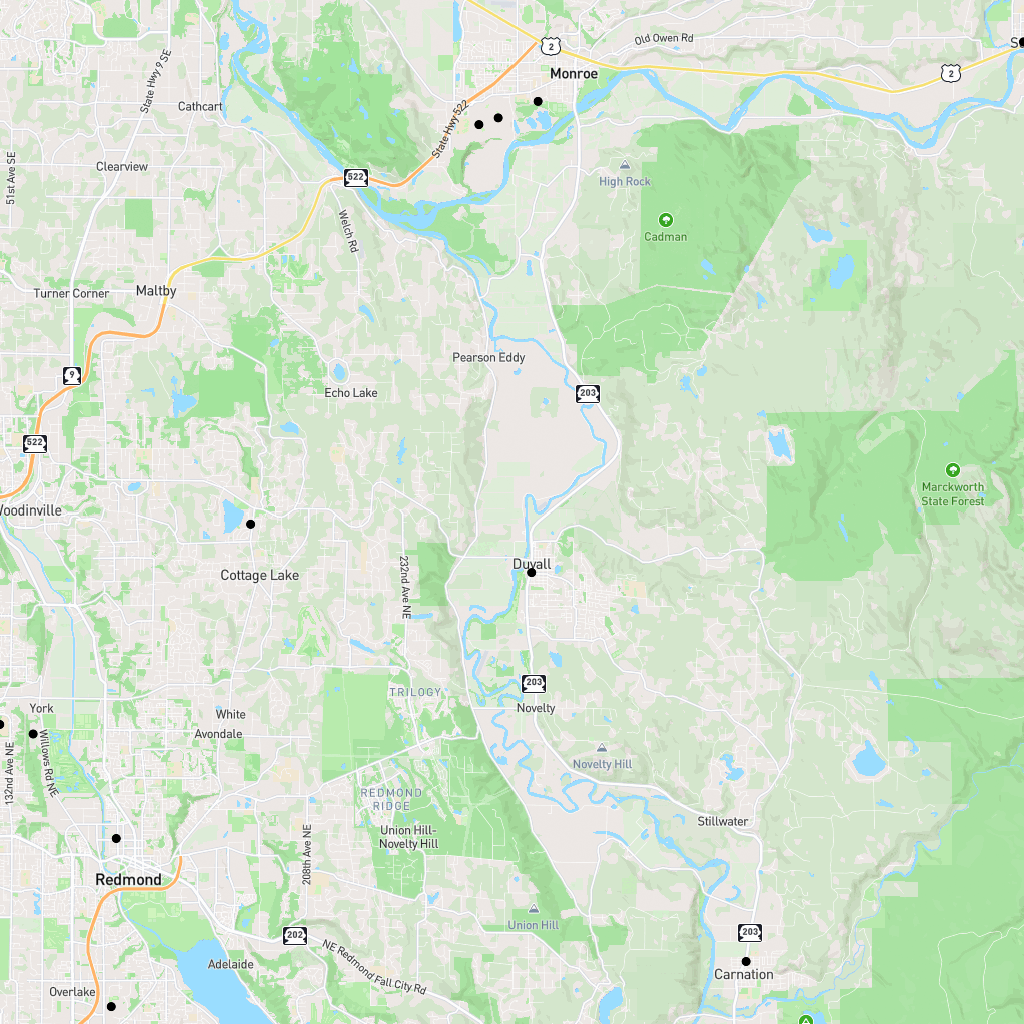 2
Old Owen Rd
S
Monroe
2
State Hwy 9 SE
Cathcart
State Hwy 522
Clearview
51st Ave SE
522
High Rock
Welch Rd
Cadman
Turner Corner
Maltby
Pearson Eddy
9
Echo Lake
203
522
Marckworth
State Forest
Woodinville
Duvall
Cottage Lake
232nd Ave NE
203
TRILOGY
York
White
Novelty
Avondale
Willows Rd NE
132nd Ave NE
Novelty Hill
REDMOND
RIDGE
Stillwater
Union Hill-
Novelty Hill
208th Ave NE
Redmond
Union Hill
202
203
NE Redmond Fall City Rd
Adelaide
Carnation
Overlake